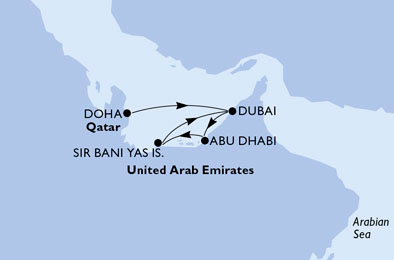 DOHA
Qatar
DUBAI
ABU DHABI
SIR BANI YAS IS.
United Arab Emirates
Arabian
Sea